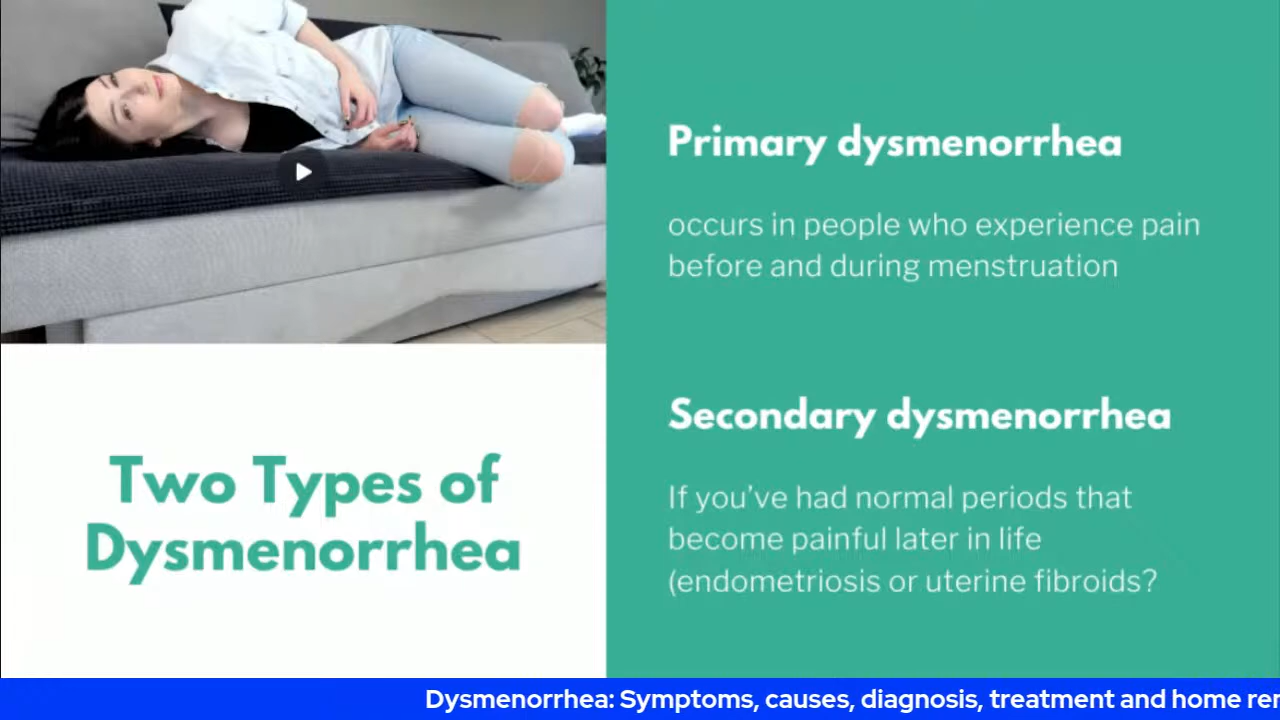 Two Types of
Dysmenorrhea
Primary dysmenorrhea
occurs in people who experience pain
before and during menstruation
Secondary dysmenorrhea
If you’ve had normal periods that
become painful later in life
(endometriosis or uterine fibroids?
Dysmenorrhea: Symptoms, causes, diagnosis, treatment and home